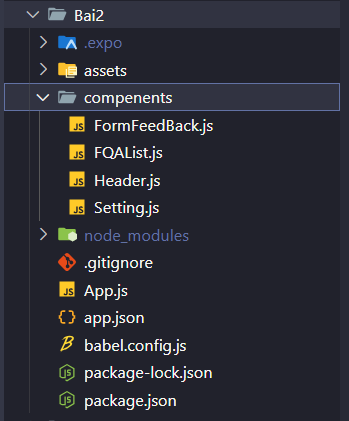 Bai2
.expo
assets
compenents
FormFeedBack.js
FQAList.js
Header.js
Setting.js
node_modules
.gitignore
App.js
app.json
babel.config.js
package-lock.json
package.json